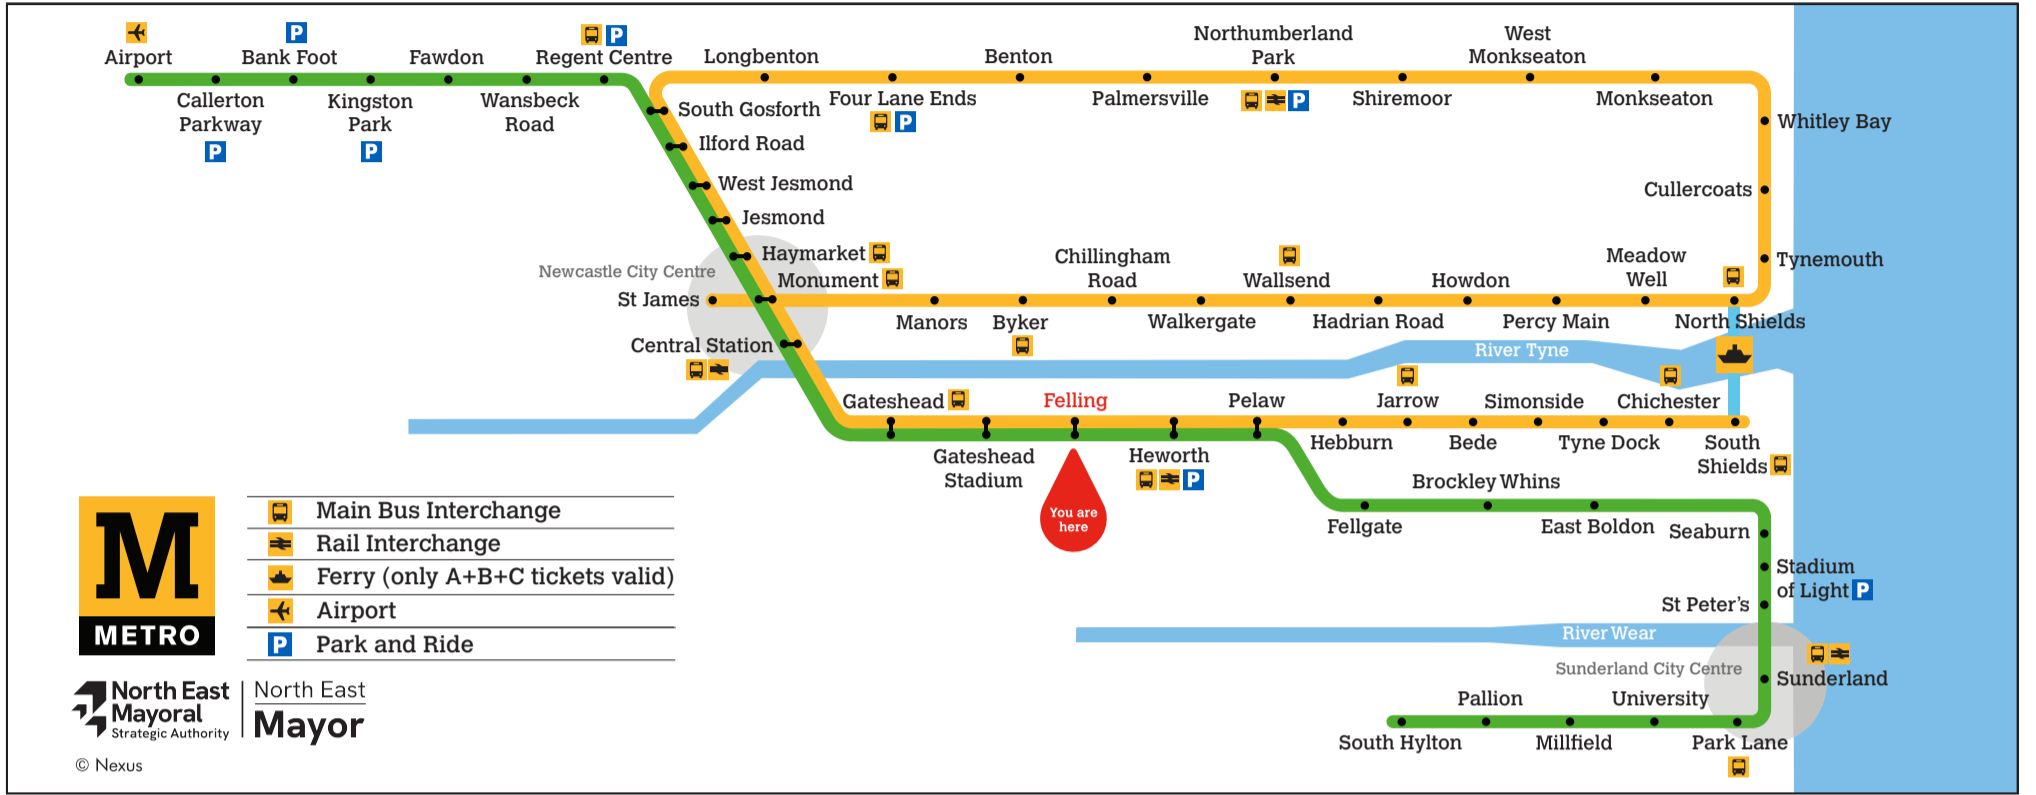 Airport
Callerton
Parkway
P
Bank Foot
P
Kingston
Park
P
Fawdon
Wansbeck
Road
Regent Centre
P
South Gosforth
Ilford Road
West Jesmond
Jesmond
Haymarket
Monument
Newcastle City Centre
St James
Central Station
Longbenton
Four Lane Ends
P
Benton
Palmersville
Northumberland
Park
P
Shiremoor
West
Monkseaton
Monkseaton
Whitley Bay
Cullercoats
Tynemouth
Manors
Byker
Chillingham
Road
Walkergate
Wallsend
Hadrian Road
Howdon
Percy Main
Meadow
Well
North Shields
River Tyne
Gateshead
Gateshead
Stadium
Felling
You are
here
Heworth
P
Pelaw
Hebburn
Jarrow
Bede
Simonside
Tyne Dock
Chichester
South
Shields
Fellgate
Brockley Whins
East Boldon
Seaburn
Stadium
of Light P
St Peter's
River Wear
Sunderland City Centre
Sunderland
Park Lane
University
Millfield
Pallion
South Hylton
M
METRO
Main Bus Interchange
Rail Interchange
Ferry (only A+B+C tickets valid)
Airport
P Park and Ride
North East
Mayoral
Strategic Authority
North East
Mayor
© Nexus